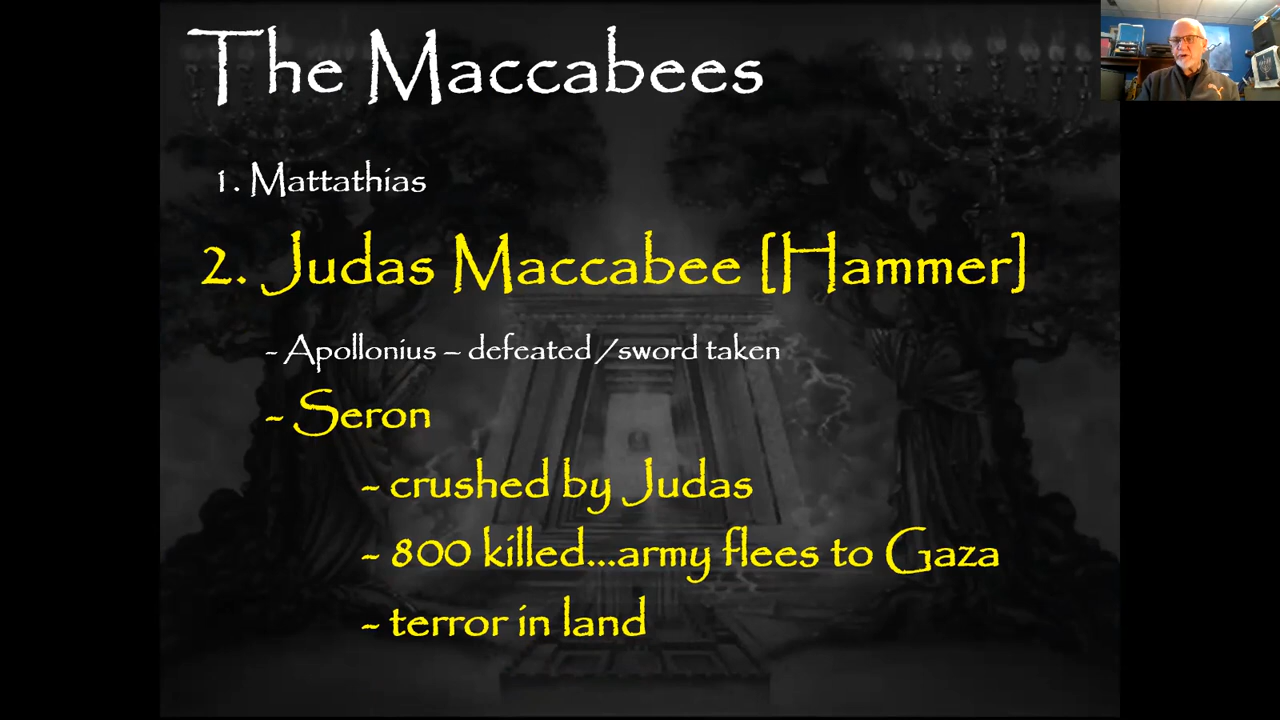 The Maccabees
1. Mattathias
2. Judas Maccabee [Hammer]
- Apollonius – defeated /sword taken
- Seron
- crushed by Judas
- 800 killed...army flees to Gaza
- terror in land